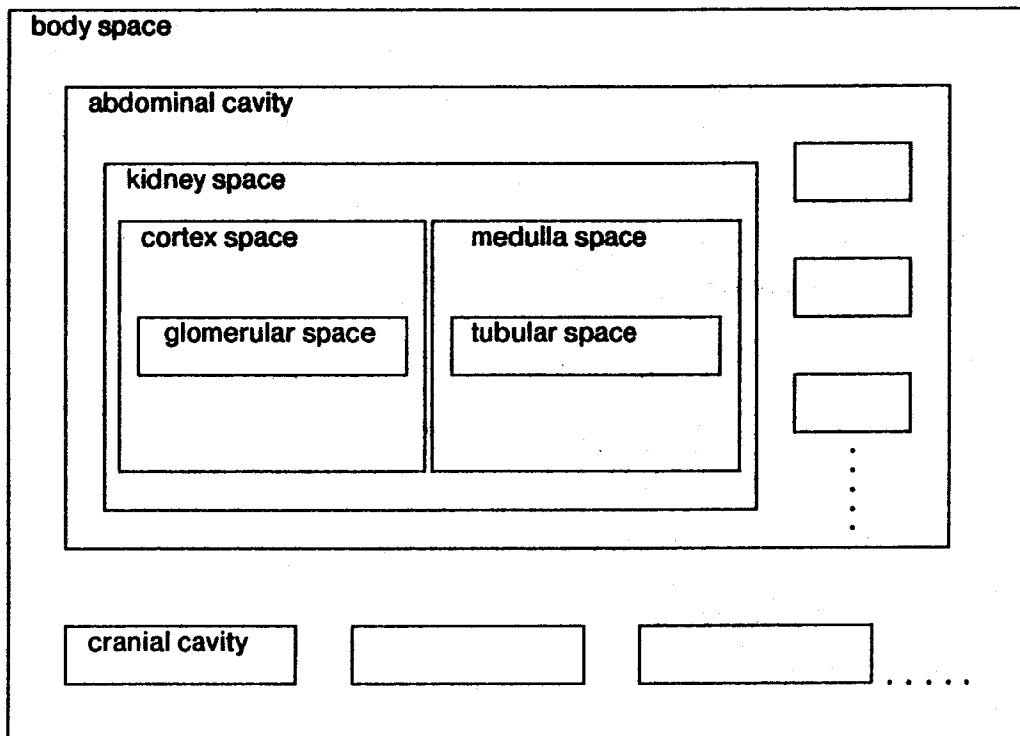 body space
abdominal cavity
kidney space
cortex space
medulla space
glomerular space
tubular space
cranial cavity